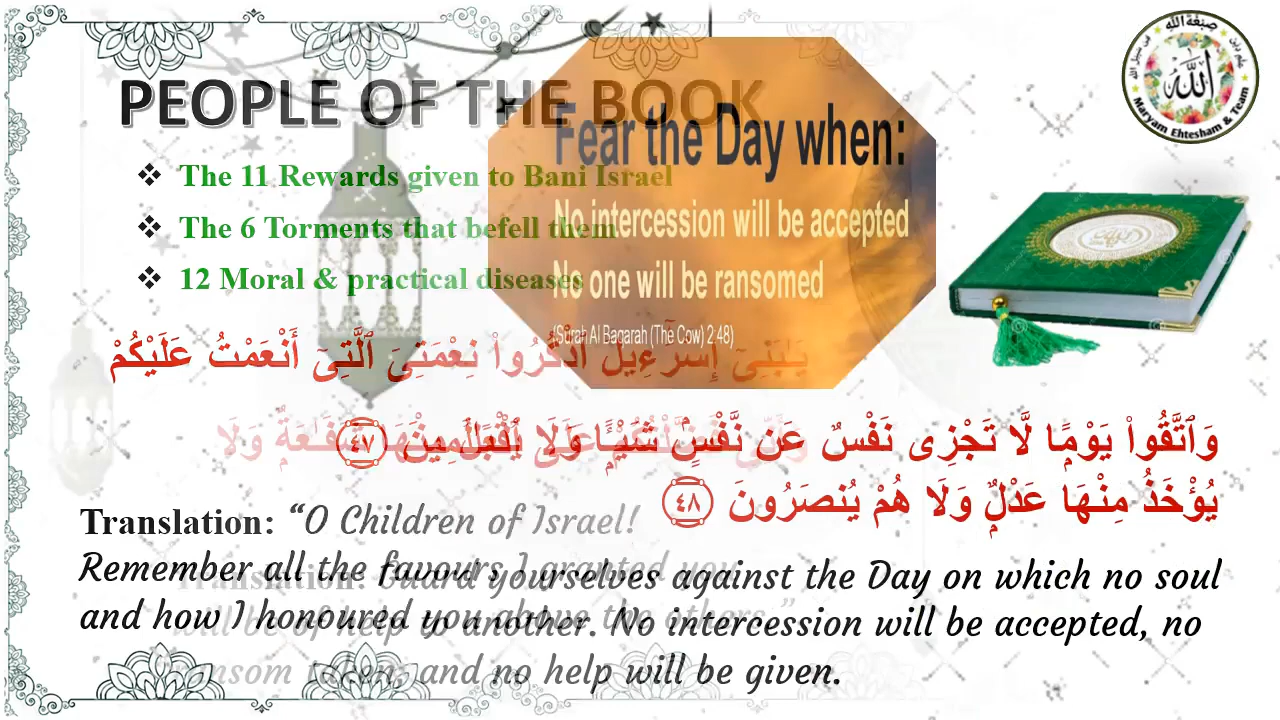 PEOPLE OF THE BOOK
The 11 Rewards given to Bani Israel
The 6 Torments that befell them
12 Moral & practical diseases
Fear the Day when:
No intercession will be accepted
No one will be ransomed
(Surah Al Baqarah (The Cow) 2:48)
صبغة الله
Maryam Ehtesham & Team
يَـٰبَنِىٓ إِسْرَٰٓءِيلَ ٱذْكُرُوا۟ نِعْمَتِىَ ٱلَّتِىٓ أَنْعَمْتُ عَلَيْكُمْ
وَٱتَّقُوا۟ يَوْمًا لَّا تَجْزِى نَفْسٌ عَن نَّفْسٍ شَيْـًٔا وَلَا
يُؤْخَذُ مِنْهَا عَدْلٌ وَلَا هُمْ يُنصَرُونَ ٤٨
Translation: “O Children of Israel!
Remember all the favours I granted you
and how I honoured you above the others.”
Translation: Guard yourselves against the Day on which no soul
will be of help to another. No intercession will be accepted, no
ransom taken, and no help will be given.